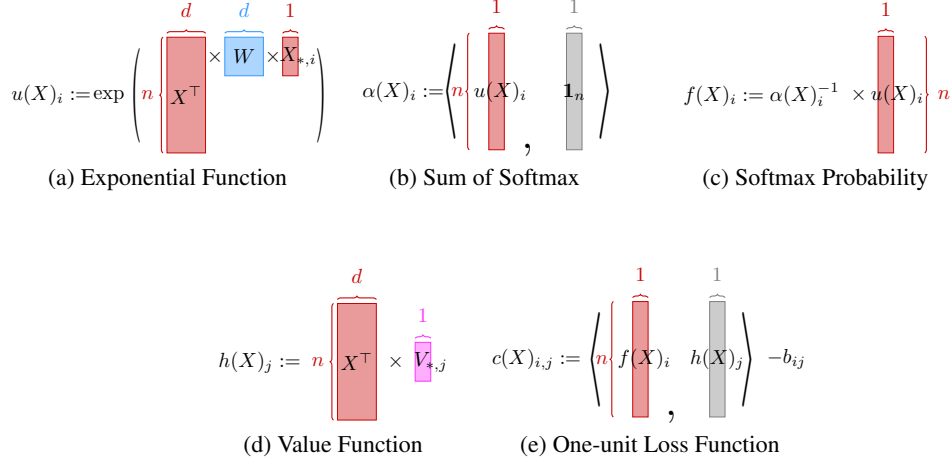 d d 1
u(X)_i := exp ( n X^⊤ × W × X_{*,i} )
(a) Exponential Function
1 1
α(X)_i := ⟨ n u(X)_i , 1_n ⟩
(b) Sum of Softmax
1
f(X)_i := α(X)_i^{-1} × u(X)_i n
(c) Softmax Probability
d 1
h(X)_j := n X^⊤ × V_{*,j}
(d) Value Function
1 1
c(X)_{i,j} := ⟨ n f(X)_i , h(X)_j ⟩ −b_{ij}
(e) One-unit Loss Function